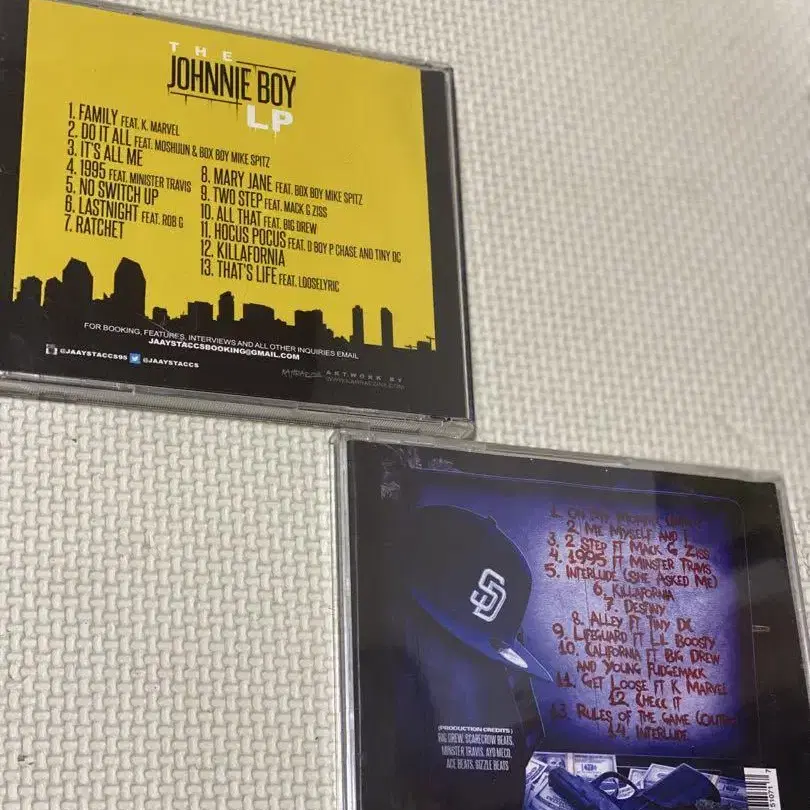 THE
JOHNNIE BOY
LP
1. FAMILY FEAT. K. MARVEL
2. DO IT ALL FEAT. MOSHUUN & BOX BOY MIKE SPITZ
3. IT'S ALL ME
4. 1995 FEAT. MINISTER TRAVIS
5. NO SWITCH UP
6. LASTNIGHT FEAT. ROB G
7. RATCHET
8. MARY JANE FEAT. BOX BOY MIKE SPITZ
9. TWO STEP FEAT. MACK G ZISS
10. ALL THAT FEAT. BIG DREW
11. HOCUS POCUS FEAT. D BOY P CHASE AND TINY DC
12. KILLAFORNIA
13. THAT'S LIFE FEAT. LOOSELYRIC
FOR BOOKING, FEATURES, INTERVIEWS AND ALL OTHER INQUIRIES EMAIL
JAAYSTACCSBOOKING@GMAIL.COM
@JAAYSTACCS95 @JAAYSTACCS
ARTWORK BY
SD
1.
2. ME MYSELF AND I
3. 2 STEP FT MACK G ZISS
4. 1995 FT MINSTER TRAVIS
5. INTERLUDE (SHE ASKED ME)
6. KILLAFORNIA
7. DESTINY
8. ALLEY FT TINY DC
9. LIFEGUARD FT LIL BOOSTY
10. CALIFORNIA FT BIG DREW
AND YOUNG FUDGEMACK
11. GET LOOSE FT K MARVEL
12. CHECC IT
13. RULES OF THE GAME
14. INTERLUDE
(PRODUCTION CREDITS)
BIG DREW, SCARECROW BEATS,
MINISTER TRAVIS, AYO MECO,
ACE BEATS, SIZZLE BEATS
51071 7